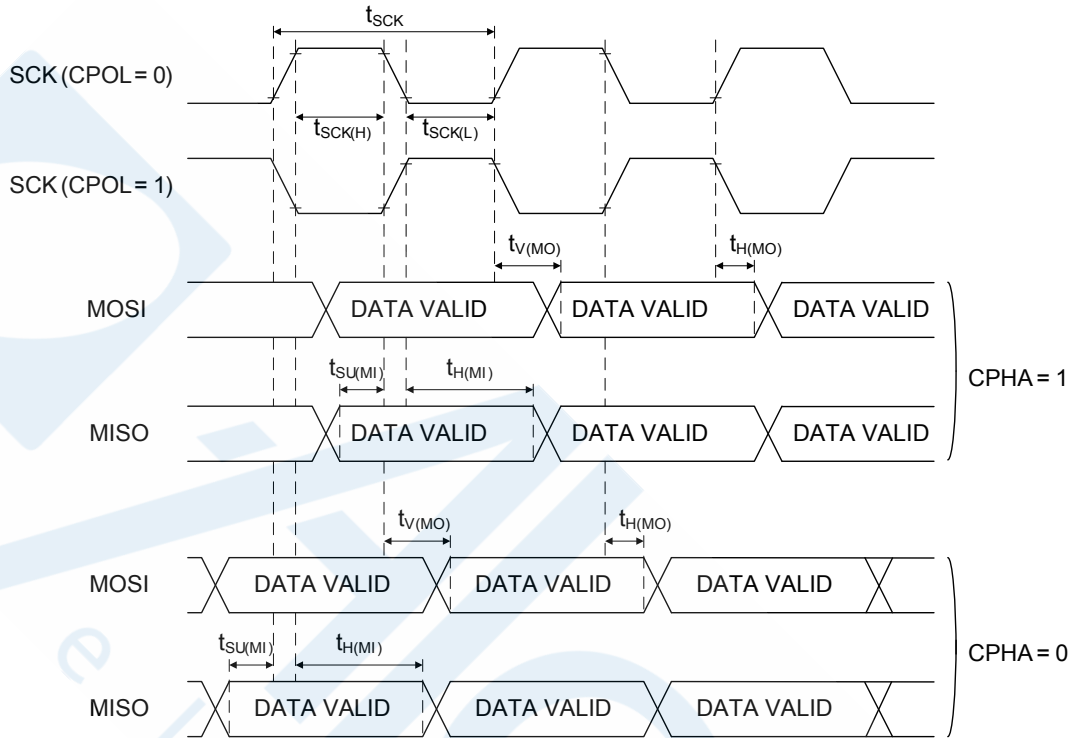 tSCK
SCK (CPOL = 0)
tSCK(H) tSCK(L)
SCK (CPOL = 1)
tV(MO) tH(MO)
MOSI DATA VALID DATA VALID DATA VALID
CPHA = 1
tSU(MI) tH(MI)
MISO DATA VALID DATA VALID DATA VALID
tV(MO) tH(MO)
MOSI DATA VALID DATA VALID DATA VALID
CPHA = 0
tSU(MI) tH(MI)
MISO DATA VALID DATA VALID DATA VALID